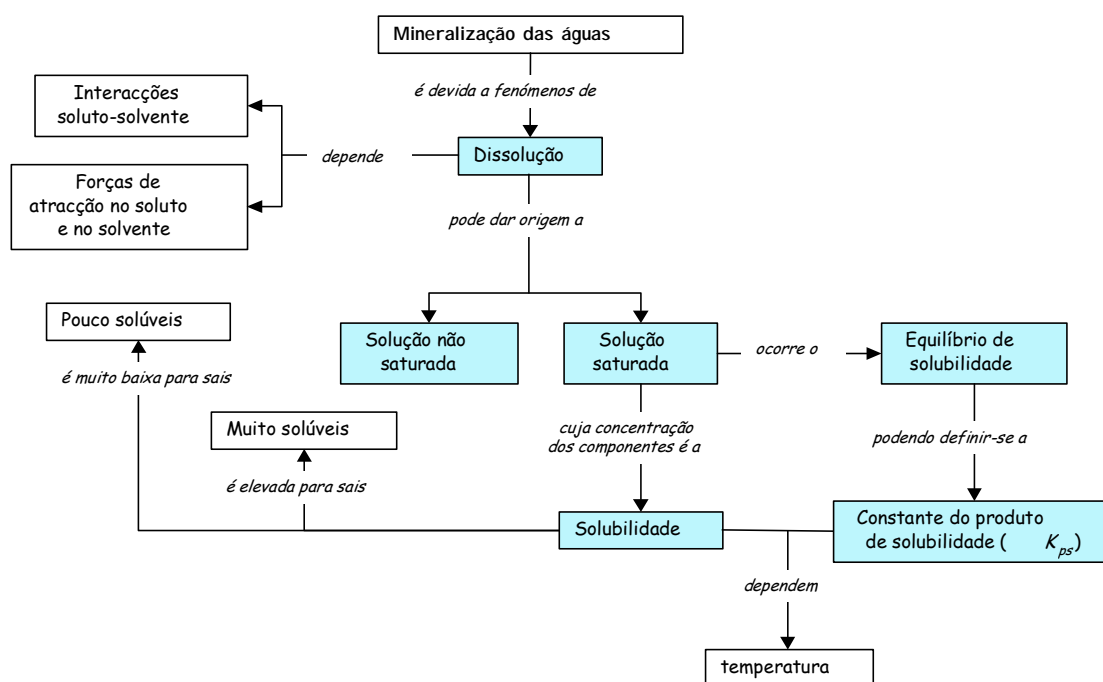 Mineralização das águas
é devida a fenómenos de
Interacções
soluto-solvente
depende
Dissolução
Forças de
atracção no soluto
e no solvente
pode dar origem a
Pouco solúveis
Solução não
saturada
Solução
saturada
ocorre o
Equilíbrio de
solubilidade
é muito baixa para sais
Muito solúveis
cuja concentração
dos componentes é a
podendo definir-se a
é elevada para sais
Solubilidade
Constante do produto
de solubilidade ( Kps)
dependem
temperatura